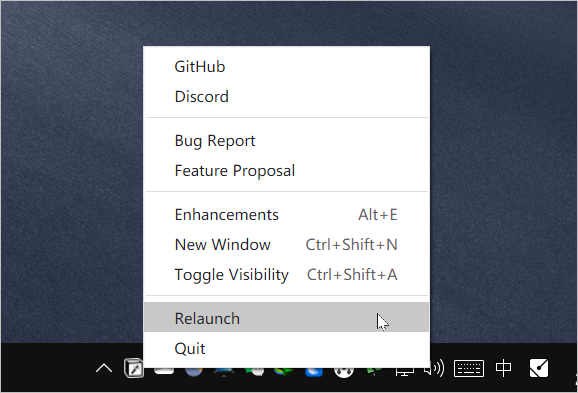 GitHub
Discord
Bug Report
Feature Proposal
Enhancements Alt+E
New Window Ctrl+Shift+N
Toggle Visibility Ctrl+Shift+A
Relaunch
Quit
中